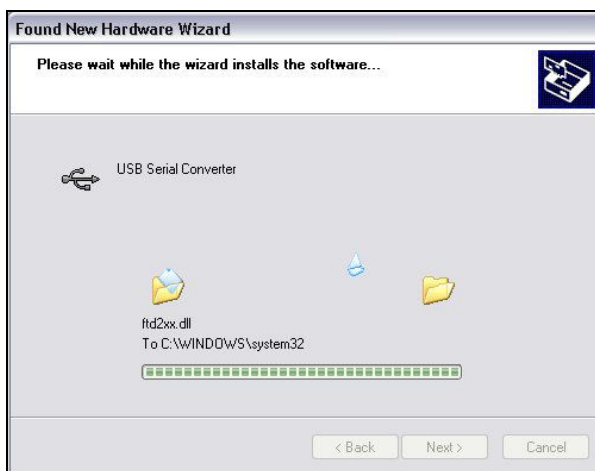 Found New Hardware Wizard
Please wait while the wizard installs the software...
USB Serial Converter
ftd2xx.dll
To C:\WINDOWS\system32
< Back
Next >
Cancel